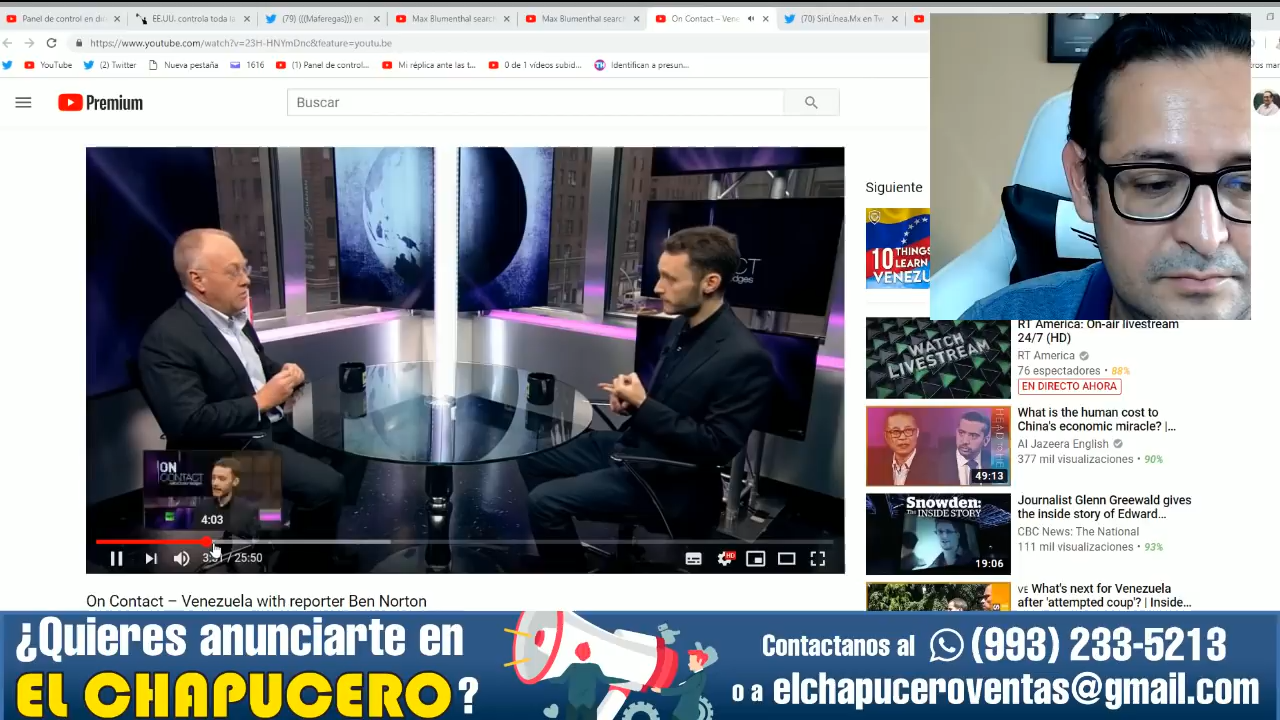 Panel de control en dir
EE.UU. controla toda la
(79) (((Maferegas) en
Max Blumenthal search
Max Blumenthal search
On Contact – Vene
(70) SinLínea.Mx en Tw
https://www.youtube.com/watch?v=23H-HNYmDnc&feature=youtu.be
YouTube
(2) Twitter
Nueva pestaña
1616
(1) Panel de control...
Mi réplica ante las t...
0 de 1 vídeos subid...
Identifican a presun...
Premium
Buscar
Siguiente
10 THINGS
LEARN
VENEZU
CONTACT
ON
CONTACT
4:03
/ 25:50
HD
WATCH
LIVESTREAM
RT America: On-air livestream
24/7 (HD)
RT America
76 espectadores • 88%
EN DIRECTO AHORA
What is the human cost to
China's economic miracle? |...
Al Jazeera English
377 mil visualizaciones • 90%
49:13
Journalist Glenn Greewald gives
the inside story of Edward...
CBC News: The National
111 mil visualizaciones • 93%
Snowden:
THE INSIDE STORY
19:06
VE What's next for Venezuela
after 'attempted coup'? | Inside...
On Contact – Venezuela with reporter Ben Norton
¿Quieres anunciarte en
EL CHAPUCERO?
Contactanos al (993) 233-5213
o a elchapuceroventas@gmail.com